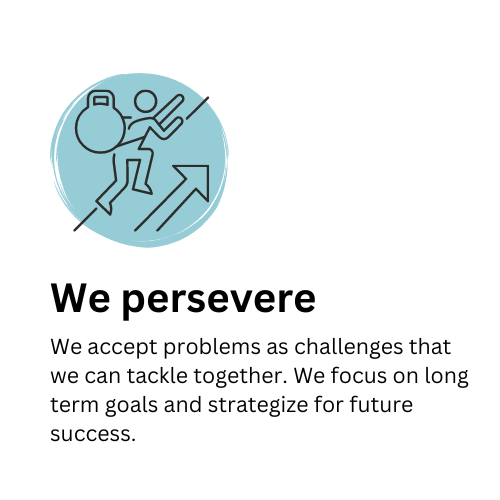 We persevere
We accept problems as challenges that
we can tackle together. We focus on long
term goals and strategize for future
success.